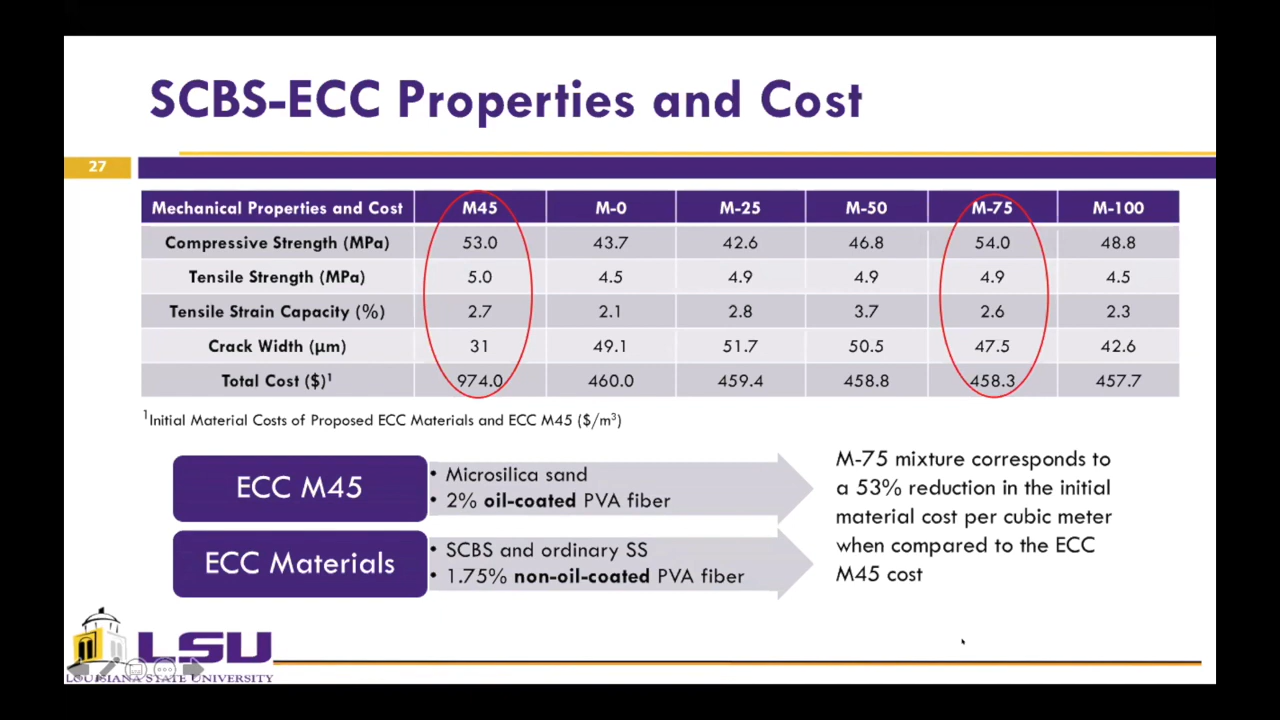 SCBS-ECC Properties and Cost
27
Mechanical Properties and Cost M45 M-0 M-25 M-50 M-75 M-100
Compressive Strength (MPa) 53.0 43.7 42.6 46.8 54.0 48.8
Tensile Strength (MPa) 5.0 4.5 4.9 4.9 4.9 4.5
Tensile Strain Capacity (%) 2.7 2.1 2.8 3.7 2.6 2.3
Crack Width (µm) 31 49.1 51.7 50.5 47.5 42.6
Total Cost ($)¹ 974.0 460.0 459.4 458.8 458.3 457.7
¹Initial Material Costs of Proposed ECC Materials and ECC M45 ($/m³)
ECC M45
• Microsilica sand
• 2% oil-coated PVA fiber
ECC Materials
• SCBS and ordinary SS
• 1.75% non-oil-coated PVA fiber
M-75 mixture corresponds to
a 53% reduction in the initial
material cost per cubic meter
when compared to the ECC
M45 cost
LSU
LOUISIANA STATE UNIVERSITY